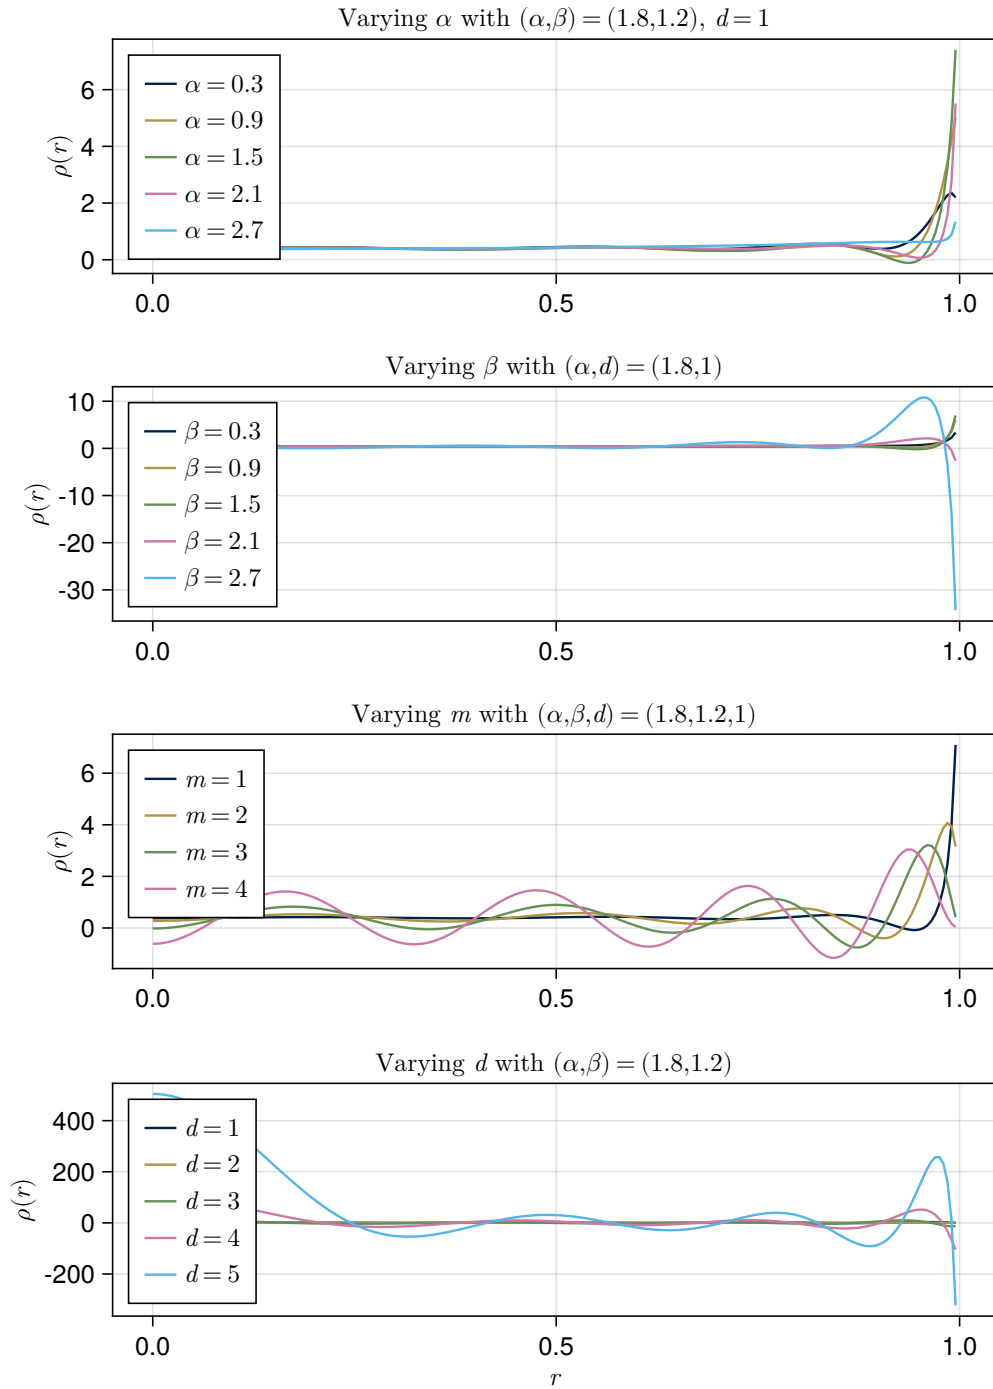 Varying α with (α,β) = (1.8,1.2), d = 1
ρ(r)
6
4
2
0
α = 0.3
α = 0.9
α = 1.5
α = 2.1
α = 2.7
0.0 0.5 1.0
Varying β with (α,d) = (1.8,1)
ρ(r)
10
0
-10
-20
-30
β = 0.3
β = 0.9
β = 1.5
β = 2.1
β = 2.7
0.0 0.5 1.0
Varying m with (α,β,d) = (1.8,1.2,1)
ρ(r)
6
4
2
0
m = 1
m = 2
m = 3
m = 4
0.0 0.5 1.0
Varying d with (α,β) = (1.8,1.2)
ρ(r)
400
200
0
-200
d = 1
d = 2
d = 3
d = 4
d = 5
0.0 0.5 1.0
r